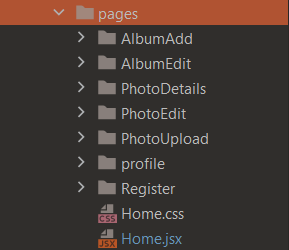 pages
AlbumAdd
AlbumEdit
PhotoDetails
PhotoEdit
PhotoUpload
profile
Register
CSS Home.css
JSX Home.jsx